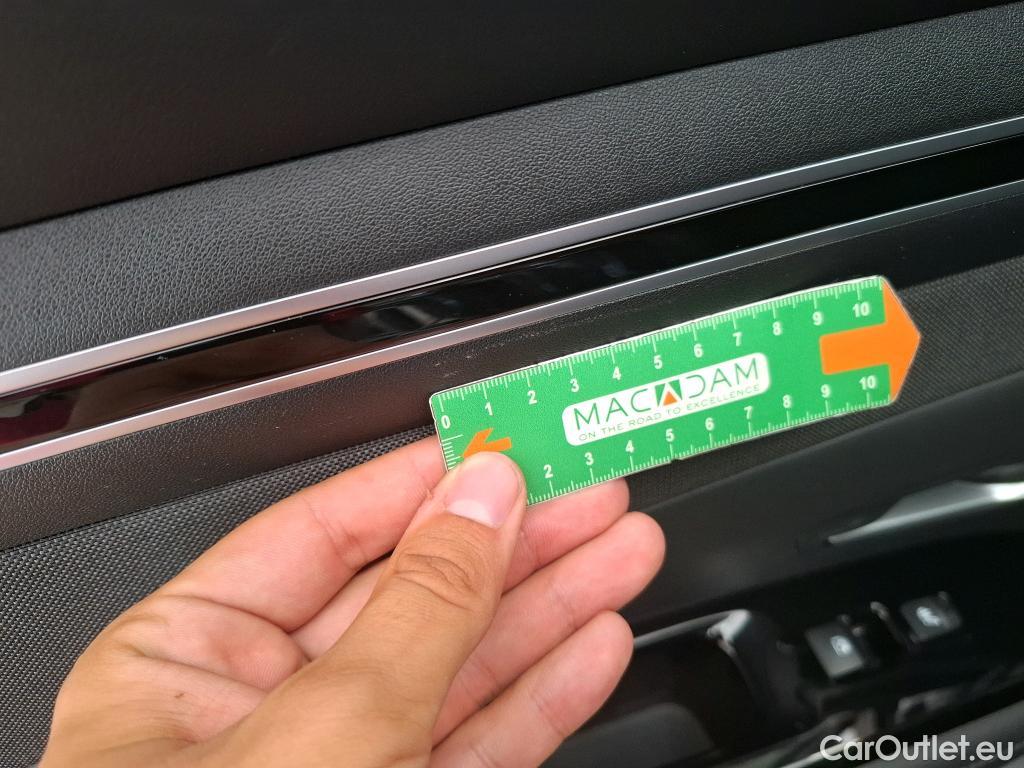 0 1 2 3 4 5 6 7 8 9 10
MACADAM
ON THE ROAD TO EXCELLENCE
2 3 4 5 6 7 8 9 10
CarOutlet.eu